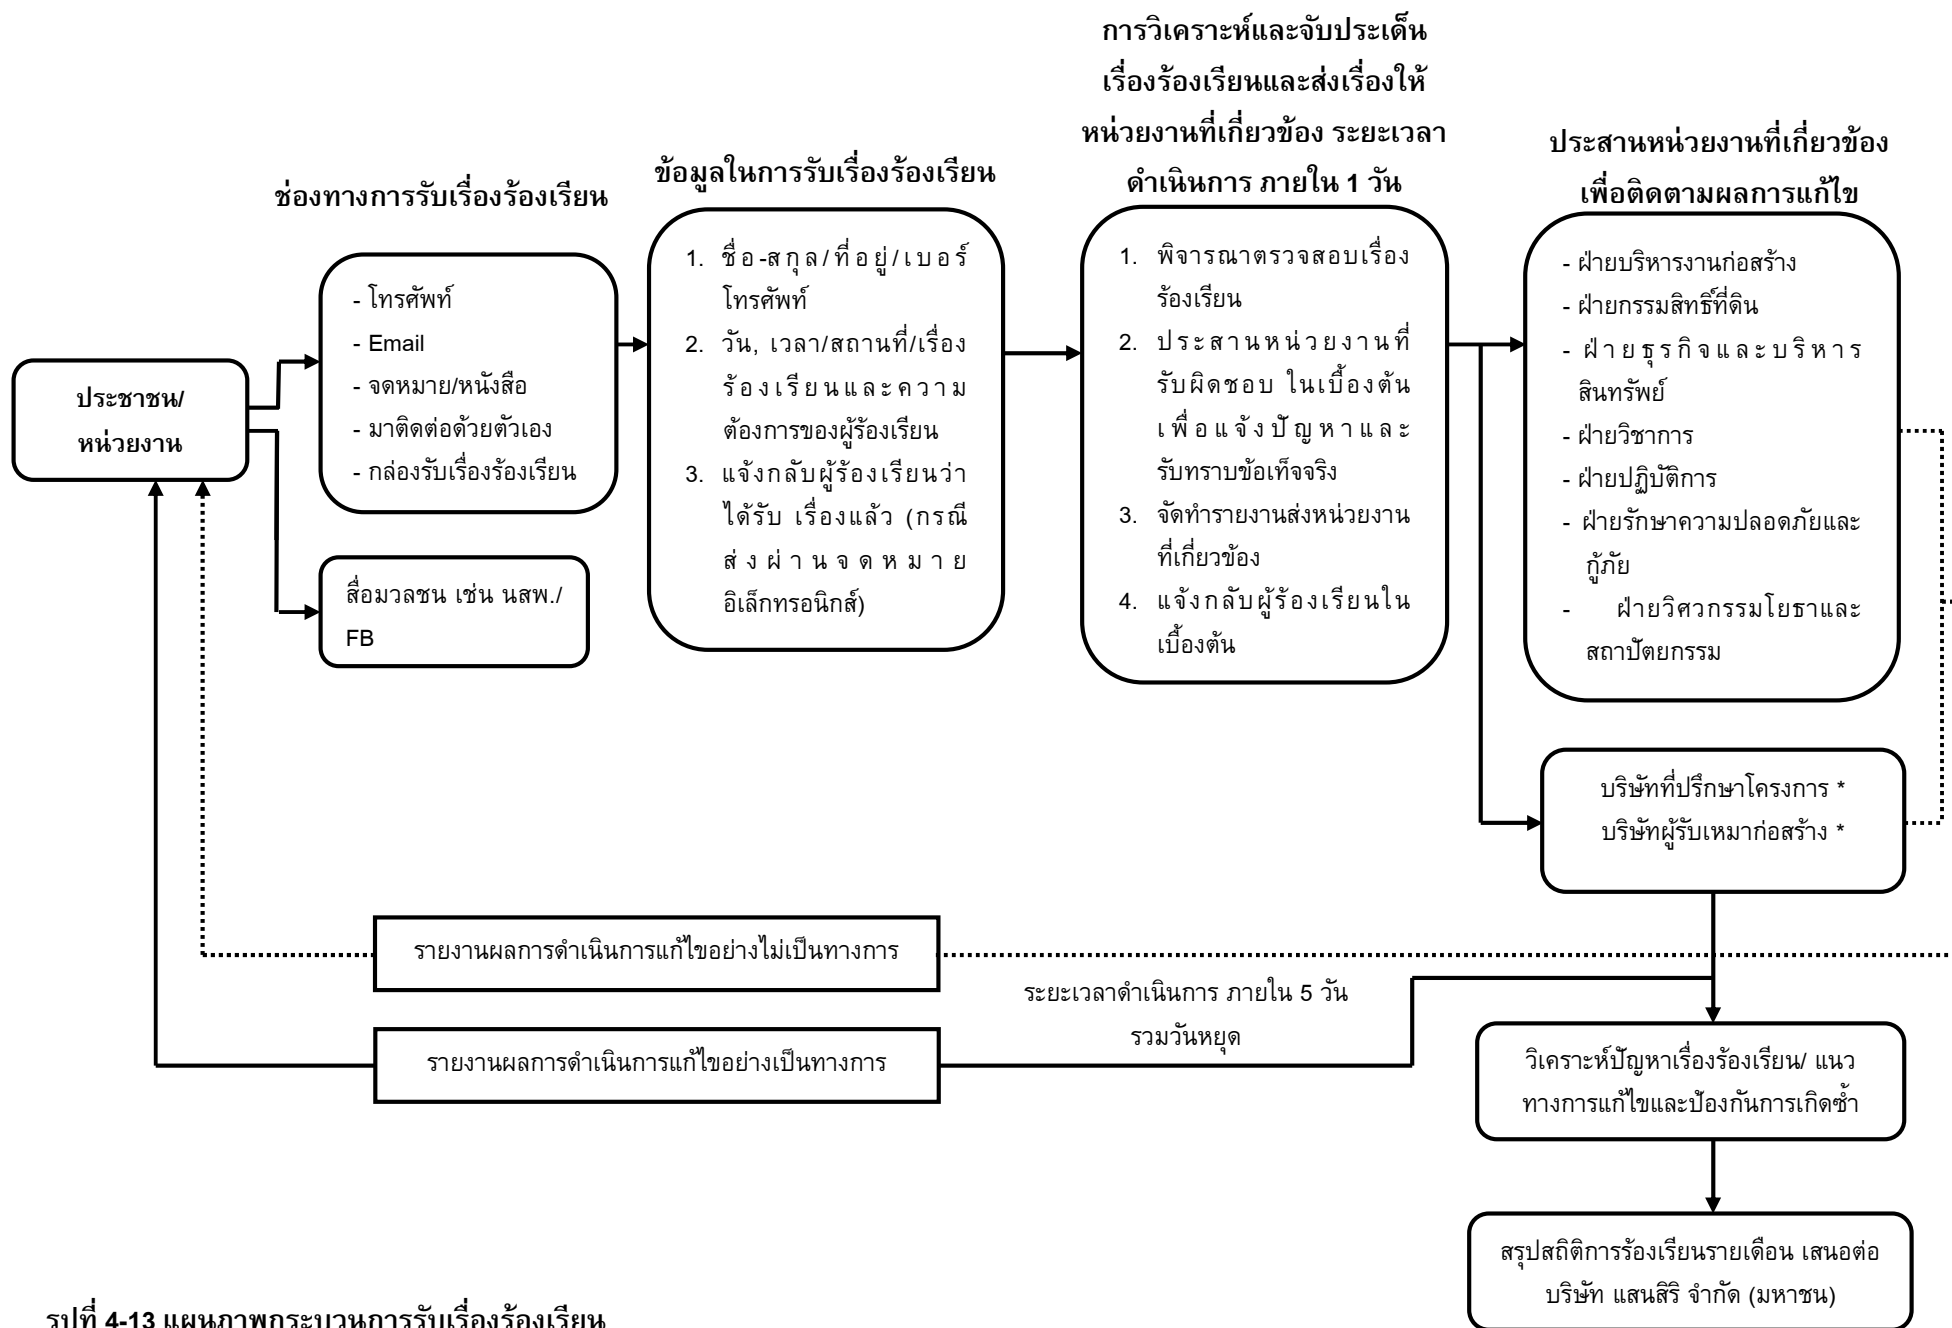 การวิเคราะห์และจับประเด็น
เรื่องร้องเรียนและส่งเรื่องให้
หน่วยงานที่เกี่ยวข้อง ระยะเวลา
ดำเนินการ ภายใน 1 วัน
ประสานหน่วยงานที่เกี่ยวข้อง
เพื่อติดตามผลการแก้ไข
ข้อมูลในการรับเรื่องร้องเรียน
ช่องทางการรับเรื่องร้องเรียน
ประชาชน/
หน่วยงาน
- โทรศัพท์
- Email
- จดหมาย/หนังสือ
- มาติดต่อด้วยตัวเอง
- กล่องรับเรื่องร้องเรียน
สื่อมวลชน เช่น นสพ./
FB
1. ชื่อ-สกุล/ที่อยู่/เบอร์
โทรศัพท์
2. วัน, เวลา/สถานที่/เรื่อง
ร้องเรียนและความ
ต้องการของผู้ร้องเรียน
3. แจ้งกลับผู้ร้องเรียนว่า
ได้รับ เรื่องแล้ว (กรณี
ส่งผ่านจดหมาย
อิเล็กทรอนิกส์)
1. พิจารณาตรวจสอบเรื่อง
ร้องเรียน
2. ประสานหน่วยงานที่
รับผิดชอบ ในเบื้องต้น
เพื่อแจ้งปัญหาและ
รับทราบข้อเท็จจริง
3. จัดทำรายงานส่งหน่วยงาน
ที่เกี่ยวข้อง
4. แจ้งกลับผู้ร้องเรียนใน
เบื้องต้น
- ฝ่ายบริหารงานก่อสร้าง
- ฝ่ายกรรมสิทธิ์ที่ดิน
- ฝ่ายธุรกิจและบริหาร
สินทรัพย์
- ฝ่ายวิชาการ
- ฝ่ายปฏิบัติการ
- ฝ่ายรักษาความปลอดภัยและ
กู้ภัย
- ฝ่ายวิศวกรรมโยธาและ
สถาปัตยกรรม
บริษัทที่ปรึกษาโครงการ *
บริษัทผู้รับเหมาก่อสร้าง *
รายงานผลการดำเนินการแก้ไขอย่างไม่เป็นทางการ
ระยะเวลาดำเนินการ ภายใน 5 วัน
รวมวันหยุด
รายงานผลการดำเนินการแก้ไขอย่างเป็นทางการ
วิเคราะห์ปัญหาเรื่องร้องเรียน/ แนว
ทางการแก้ไขและป้องกันการเกิดซ้ำ
สรุปสถิติการร้องเรียนรายเดือน เสนอต่อ
บริษัท แสนสิริ จำกัด (มหาชน)
รูปที่ 4-13 แผนภาพกระบวนการรับเรื่องร้องเรียน